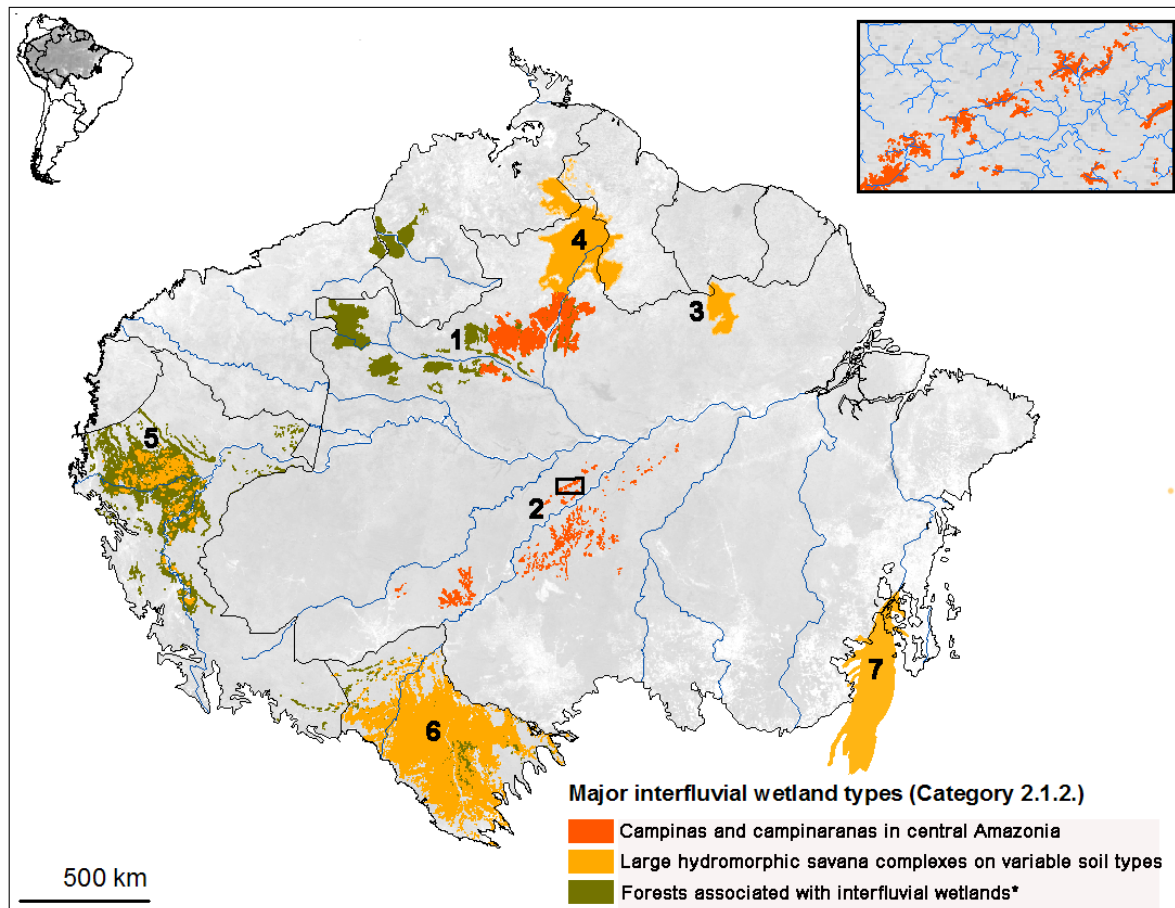 4
3
1
5
2
7
6
Major interfluvial wetland types (Category 2.1.2.)
Campinas and campinaranas in central Amazonia
Large hydromorphic savana complexes on variable soil types
Forests associated with interfluvial wetlands*
500 km